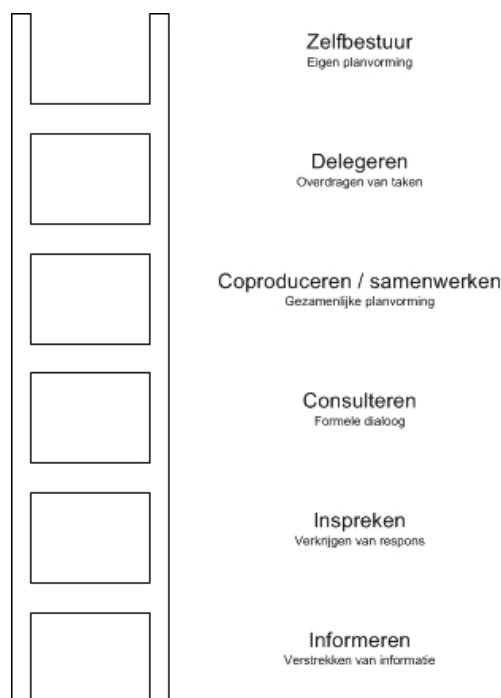 Zelfbestuur
Eigen planvorming
Delegeren
Overdragen van taken
Coproduceren / samenwerken
Gezamenlijke planvorming
Consulteren
Formele dialoog
Inspreken
Verkrijgen van respons
Informeren
Verstrekken van informatie